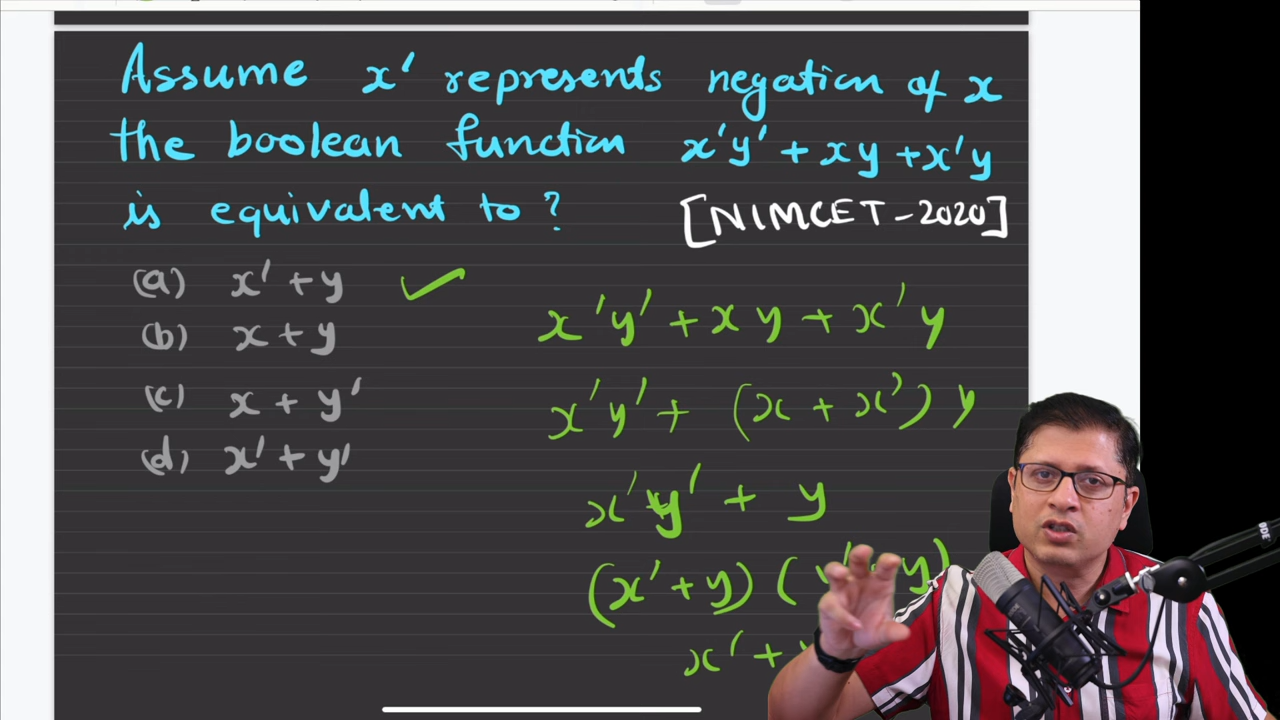 Assume x' represents negation of x
the boolean function x'y' + xy + x'y
is equivalent to ? [NIMCET-2020]
(a) x' + y ✓
(b) x + y
(c) x + y'
(d) x' + y'
x'y' + xy + x'y
x'y' + (x + x') y
x'y' + y
(x' + y) ( y)
x' +